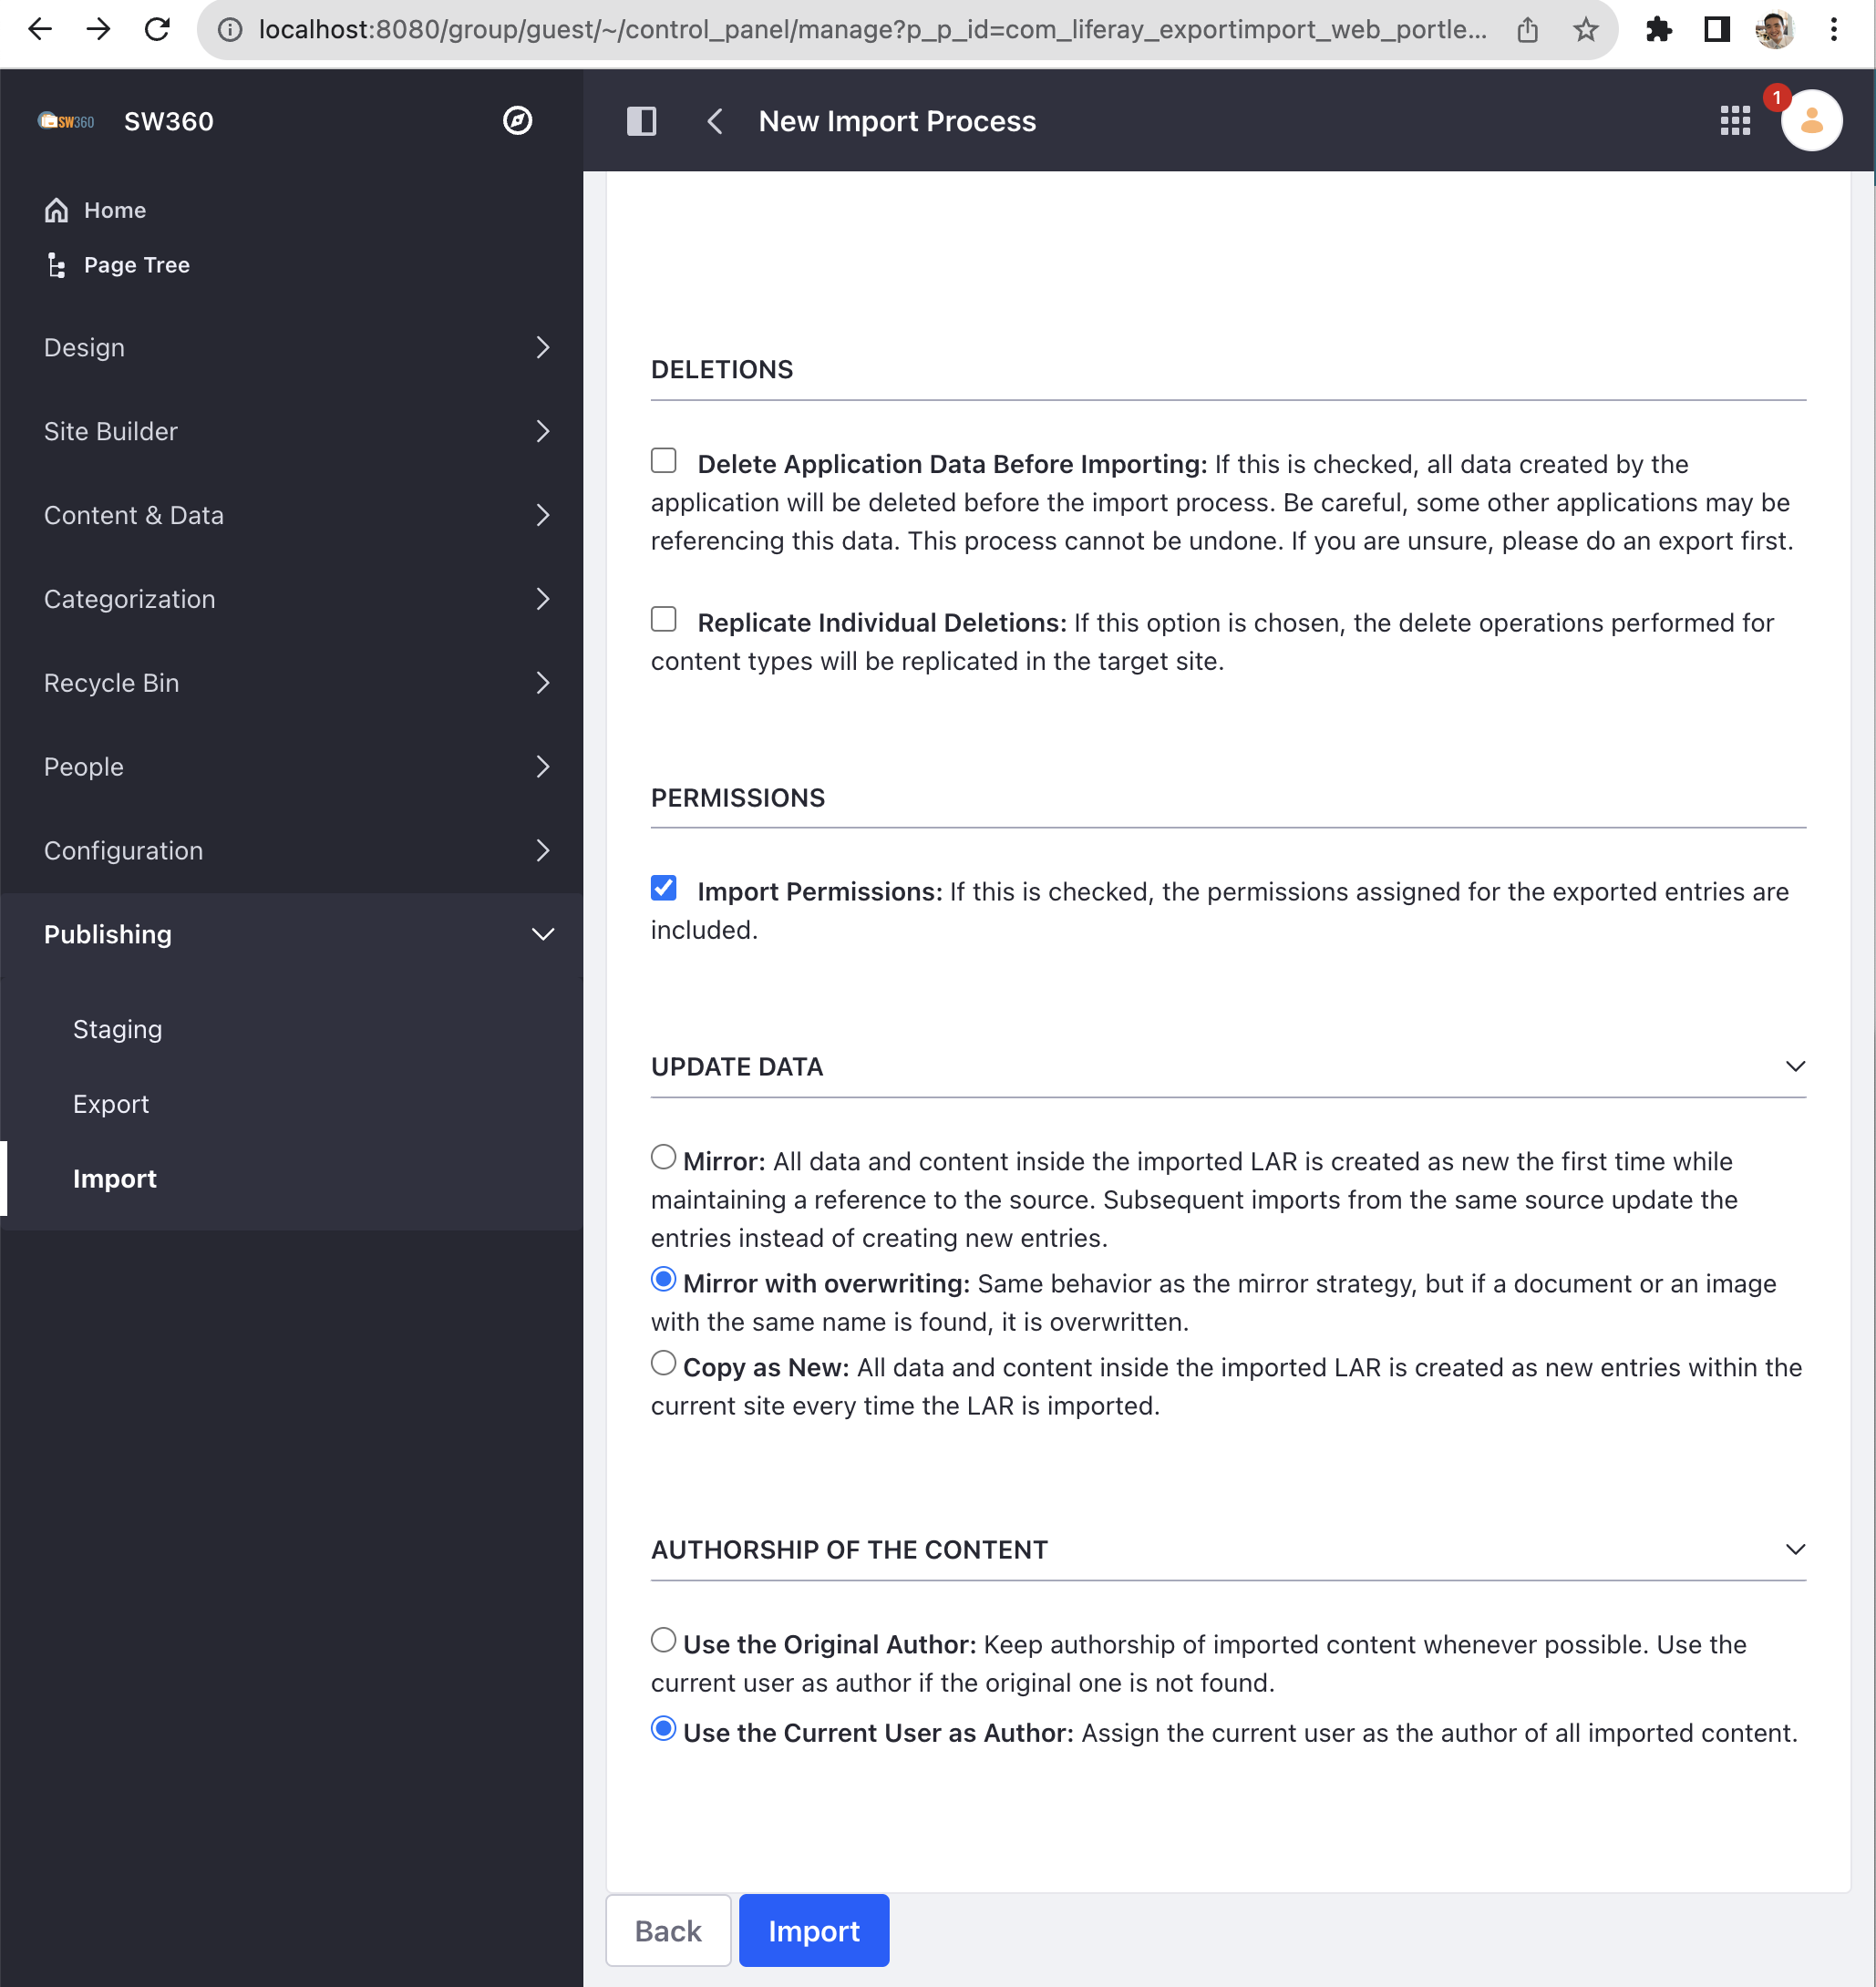 localhost:8080/group/guest/~/control_panel/manage?p_p_id=com_liferay_exportimport_web_portle...
SW360
SW360
New Import Process
1
Home
Page Tree
Design
Site Builder
Content & Data
Categorization
Recycle Bin
People
Configuration
Publishing
Staging
Export
Import
DELETIONS
Delete Application Data Before Importing: If this is checked, all data created by the
application will be deleted before the import process. Be careful, some other applications may be
referencing this data. This process cannot be undone. If you are unsure, please do an export first.
Replicate Individual Deletions: If this option is chosen, the delete operations performed for
content types will be replicated in the target site.
PERMISSIONS
Import Permissions: If this is checked, the permissions assigned for the exported entries are
included.
UPDATE DATA
Mirror: All data and content inside the imported LAR is created as new the first time while
maintaining a reference to the source. Subsequent imports from the same source update the
entries instead of creating new entries.
Mirror with overwriting: Same behavior as the mirror strategy, but if a document or an image
with the same name is found, it is overwritten.
Copy as New: All data and content inside the imported LAR is created as new entries within the
current site every time the LAR is imported.
AUTHORSHIP OF THE CONTENT
Use the Original Author: Keep authorship of imported content whenever possible. Use the
current user as author if the original one is not found.
Use the Current User as Author: Assign the current user as the author of all imported content.
Back
Import